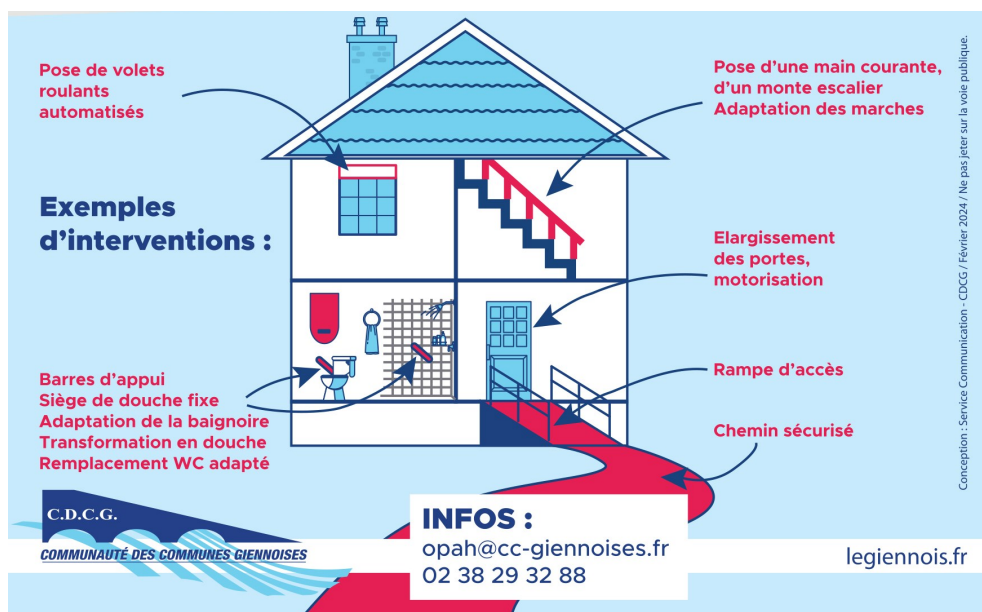 Pose de volets
roulants
automatisés
Pose d'une main courante,
d'un monte escalier
Adaptation des marches
Exemples
d'interventions :
Elargissement
des portes,
motorisation
Barres d'appui
Siège de douche fixe
Adaptation de la baignoire
Transformation en douche
Remplacement WC adapté
Rampe d'accès
Chemin sécurisé
C.D.C.G.
COMMUNAUTÉ DES COMMUNES GIENNOISES
INFOS :
opah@cc-giennoises.fr
02 38 29 32 88
legiennois.fr
Conception : Service Communication - CDCG / Février 2024 / Ne pas jeter sur la voie publique.